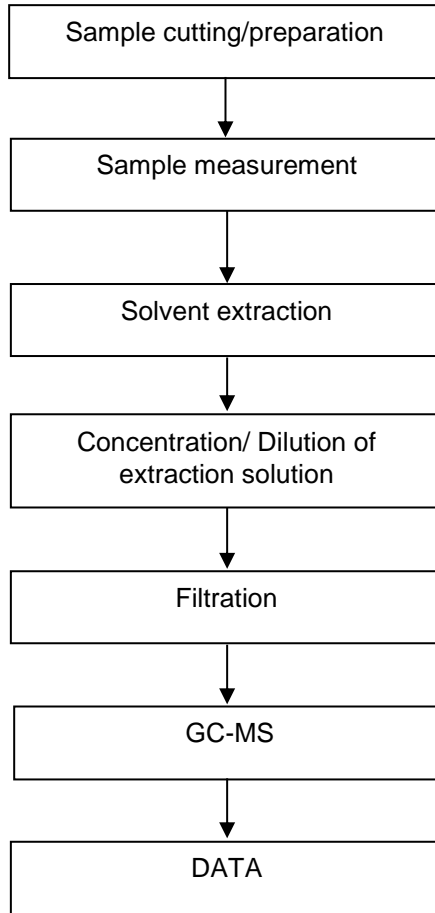 Sample cutting/preparation
Sample measurement
Solvent extraction
Concentration/ Dilution of
extraction solution
Filtration
GC-MS
DATA